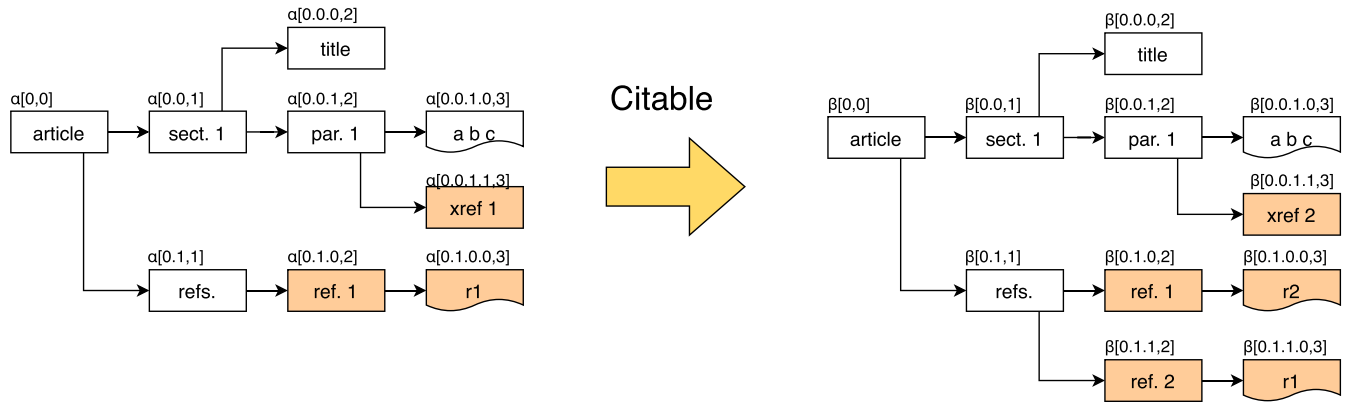 α[0.0.0,2]
title
α[0,0]
α[0.0,1]
α[0.0.1,2]
α[0.0.1.0,3]
article
sect. 1
par. 1
a b c
α[0.0.1.1,3]
xref 1
α[0.1,1]
α[0.1.0,2]
α[0.1.0.0,3]
refs.
ref. 1
r1
Citable
β[0.0.0,2]
title
β[0,0]
β[0.0,1]
β[0.0.1,2]
β[0.0.1.0,3]
article
sect. 1
par. 1
a b c
β[0.0.1.1,3]
xref 2
β[0.1,1]
β[0.1.0,2]
β[0.1.0.0,3]
refs.
ref. 1
r2
β[0.1.1,2]
β[0.1.1.0,3]
ref. 2
r1